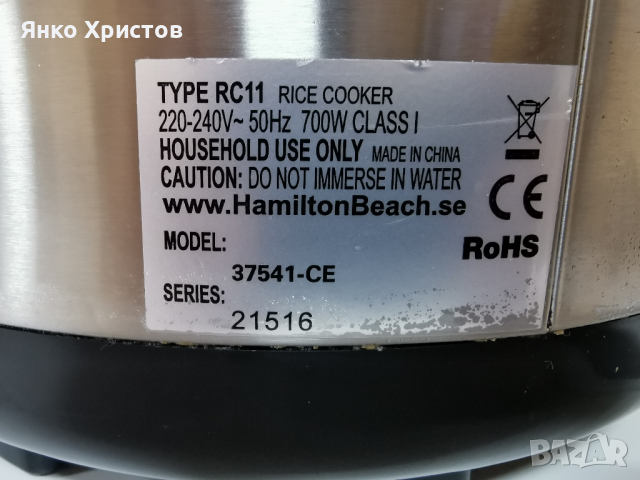 Янко Христов
TYPE RC11 RICE COOKER
220-240V~ 50Hz 700W CLASS I
HOUSEHOLD USE ONLY MADE IN CHINA
CAUTION: DO NOT IMMERSE IN WATER
www.HamiltonBeach.se
CE
MODEL:
RoHS
37541-CE
SERIES:
21516
BAZAR